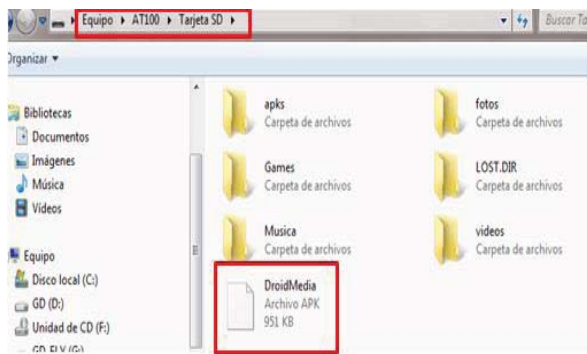 Equipo ▸ AT100 ▸ Tarjeta SD ▸
Buscar Ta
Organizar ▾
Bibliotecas
Documentos
Imágenes
Música
Vídeos
Equipo
Disco local (C:)
GD (D:)
Unidad de CD (F:)
GD FLY (G:)
apks
Carpeta de archivos
fotos
Carpeta de archivos
Games
Carpeta de archivos
LOST.DIR
Carpeta de archivos
Musica
Carpeta de archivos
videos
Carpeta de archivos
DroidMedia
Archivo APK
951 KB